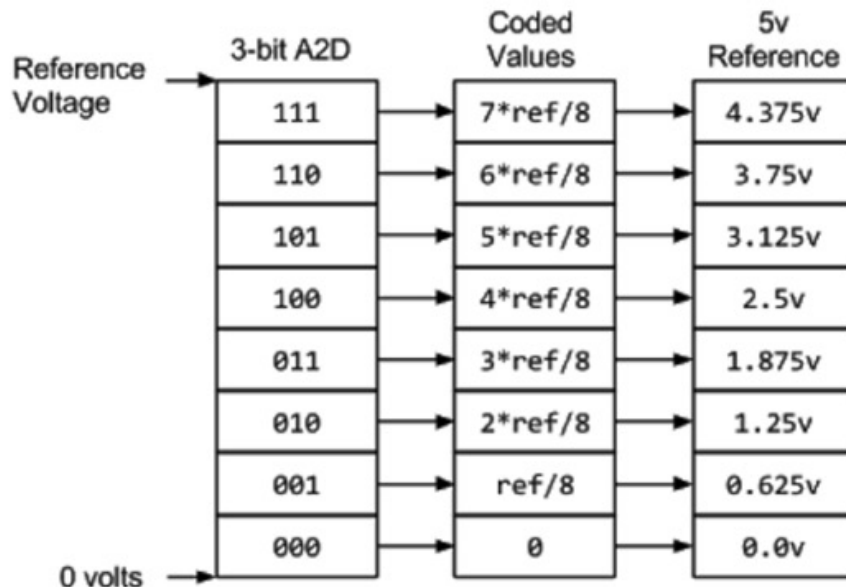 3-bit A2D
Coded
Values
5v
Reference
Reference
Voltage
111
7*ref/8
4.375v
110
6*ref/8
3.75v
101
5*ref/8
3.125v
100
4*ref/8
2.5v
011
3*ref/8
1.875v
010
2*ref/8
1.25v
001
ref/8
0.625v
000
0
0.0v
0 volts